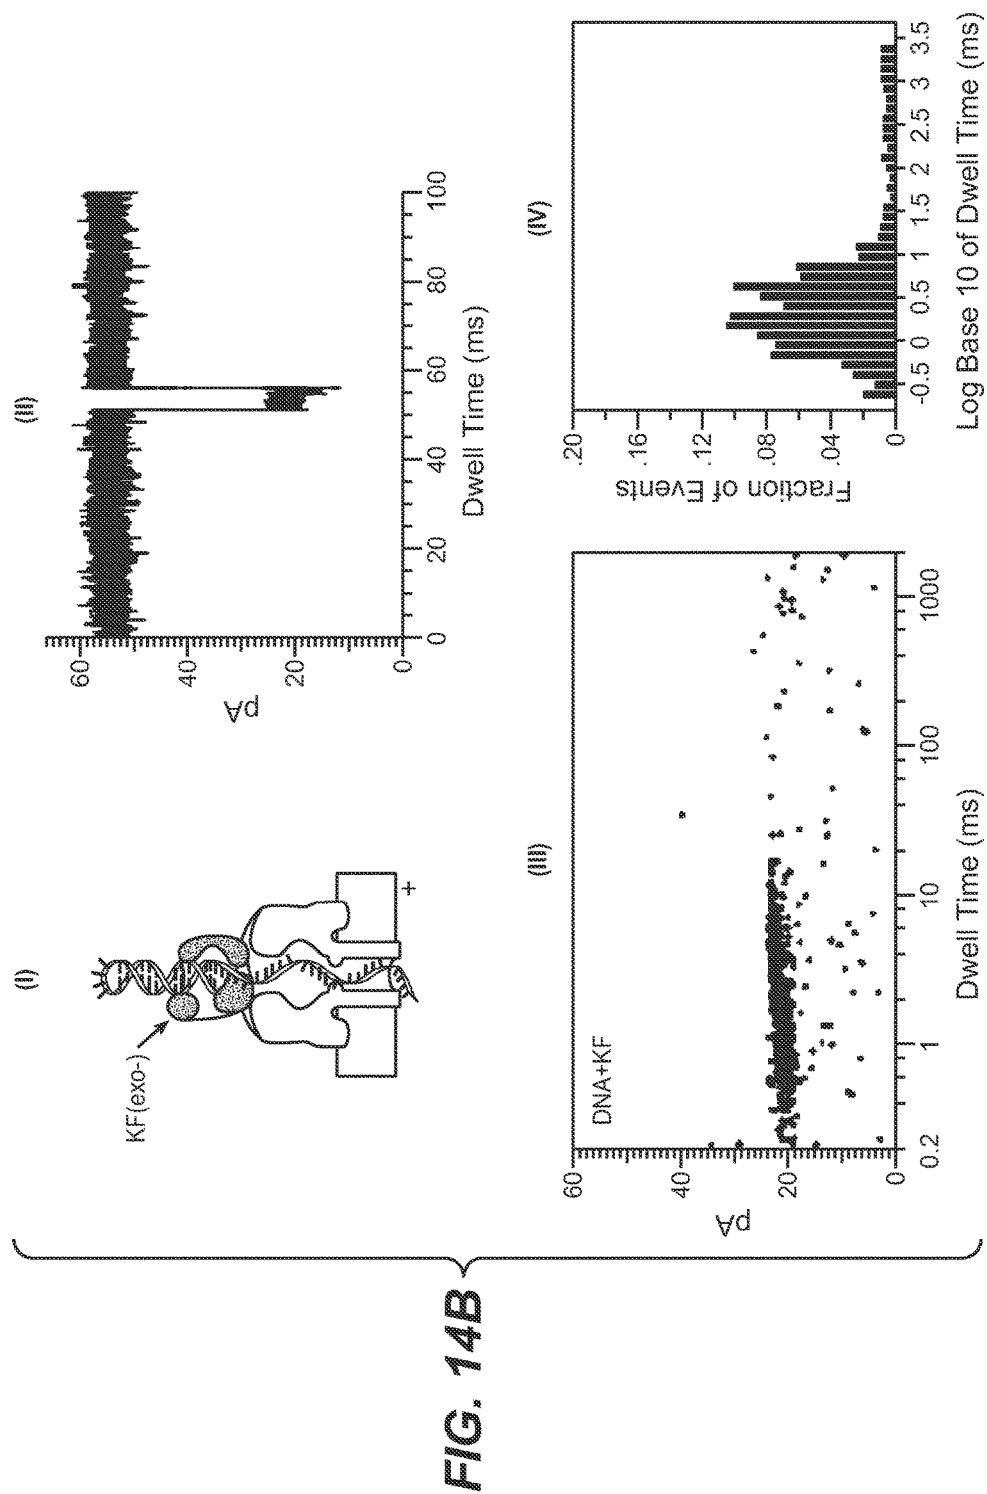 FIG. 14B
(I)
KF(exo-)
+
(II)
pA
60
40
20
0
0 20 40 60 80 100
Dwell Time (ms)
(III)
DNA+KF
pA
60
40
20
0
0.2 1 10 100 1000
Dwell Time (ms)
(IV)
Fraction of Events
.20
.16
.12
.08
.04
0
-0.5 0 0.5 1 1.5 2 2.5 3 3.5
Log Base 10 of Dwell Time (ms)